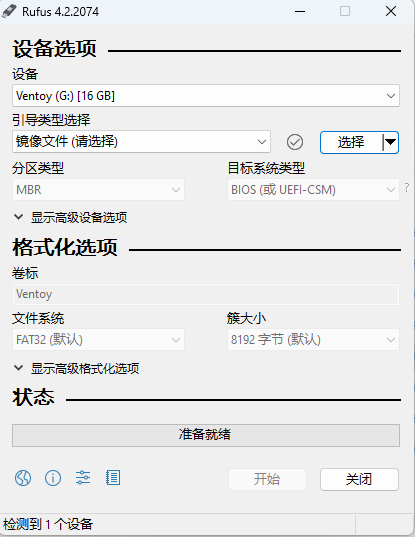 Rufus 4.2.2074
设备选项
设备
Ventoy (G:) [16 GB]
引导类型选择
镜像文件 (请选择)
选择
分区类型
目标系统类型
MBR
BIOS (或 UEFI-CSM)
?
显示高级设备选项
格式化选项
卷标
Ventoy
文件系统
簇大小
FAT32 (默认)
8192 字节 (默认)
显示高级格式化选项
状态
准备就绪
开始
关闭
检测到 1 个设备